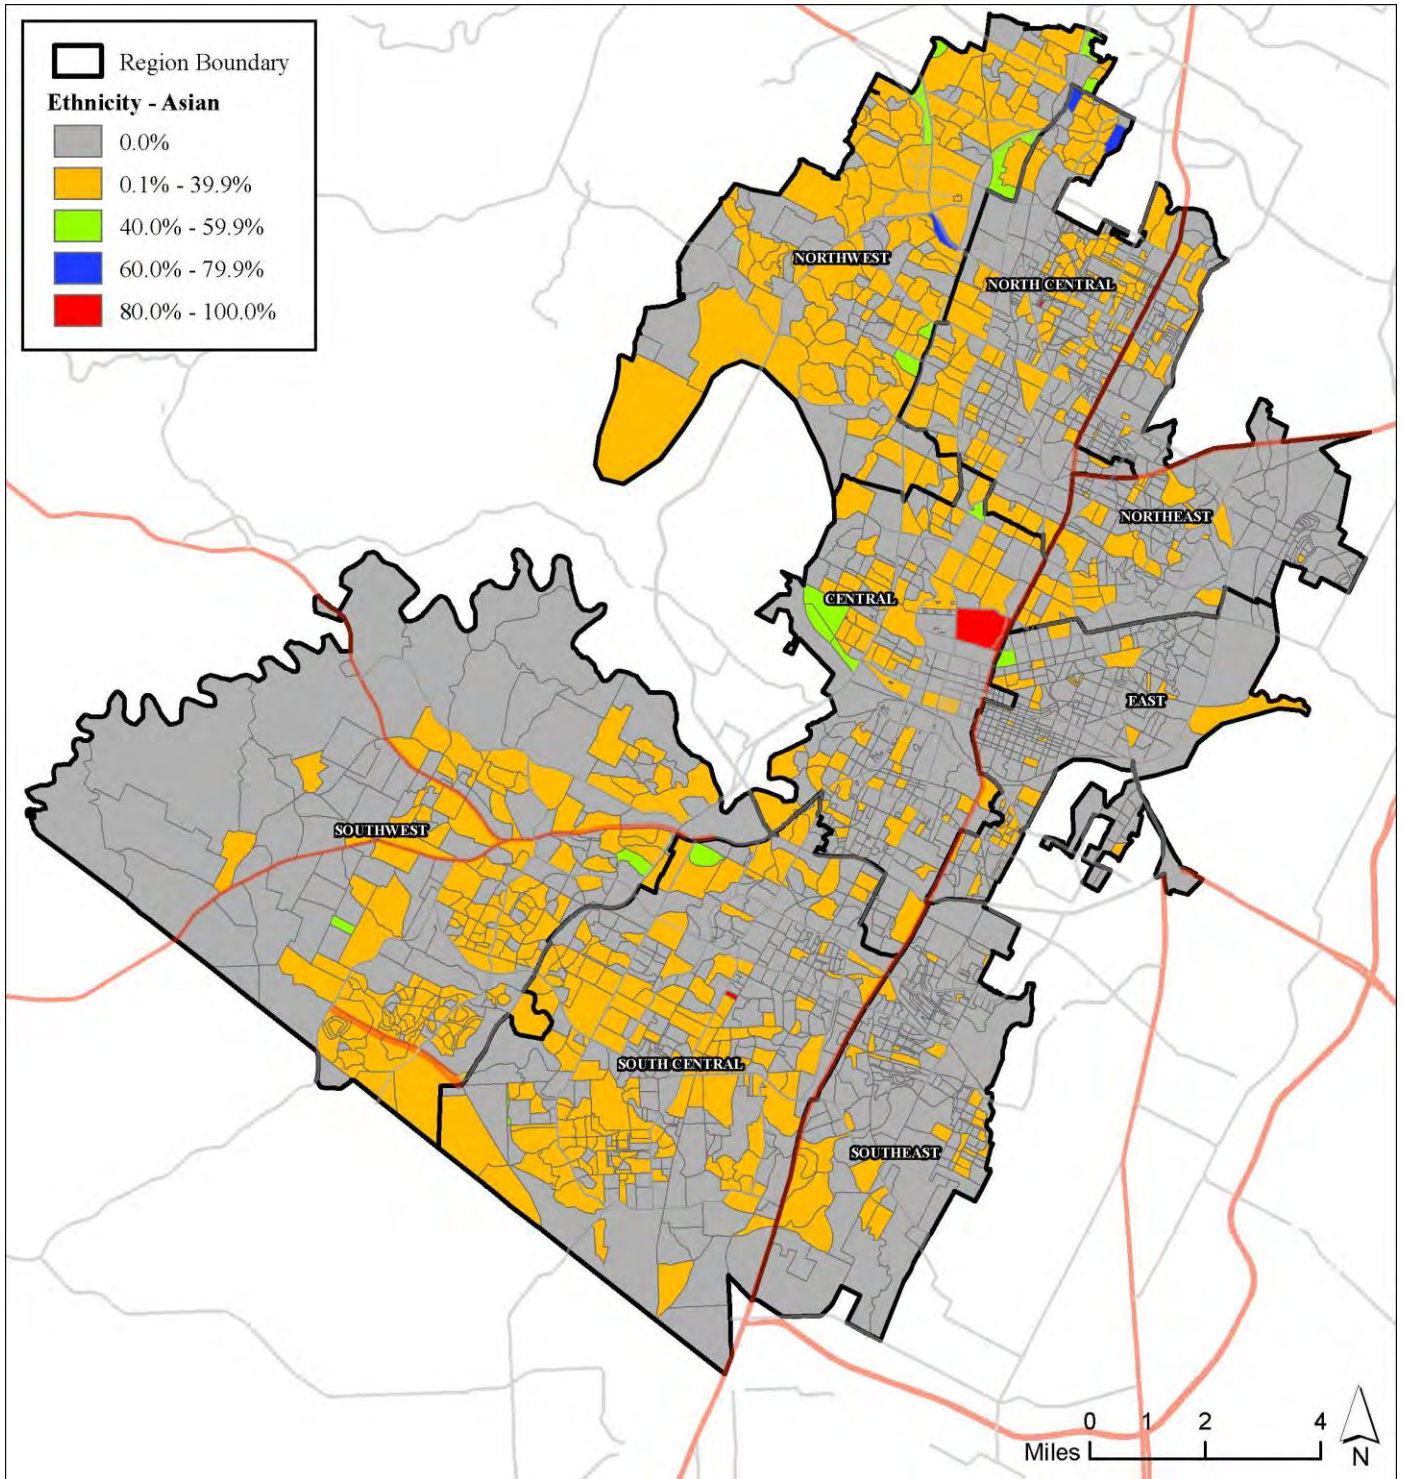 Region Boundary
Ethnicity - Asian
0.0%
0.1% - 39.9%
40.0% - 59.9%
60.0% - 79.9%
80.0% - 100.0%
NORTHWEST
NORTH CENTRAL
NORTHEAST
CENTRAL
EAST
SOUTHWEST
SOUTH CENTRAL
SOUTHEAST
0 1 2 4
Miles
N